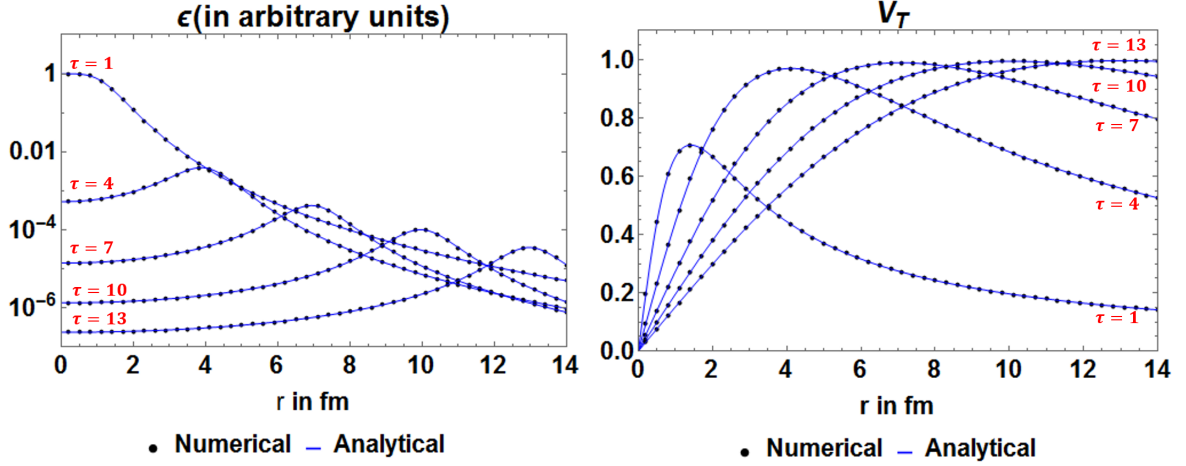 ϵ(in arbitrary units)
1
0.01
10⁻⁴
10⁻⁶
τ = 1
τ = 4
τ = 7
τ = 10
τ = 13
0 2 4 6 8 10 12 14
r in fm
• Numerical – Analytical
V_T
1.0
0.8
0.6
0.4
0.2
0.0
τ = 13
τ = 10
τ = 7
τ = 4
τ = 1
0 2 4 6 8 10 12 14
r in fm
• Numerical – Analytical